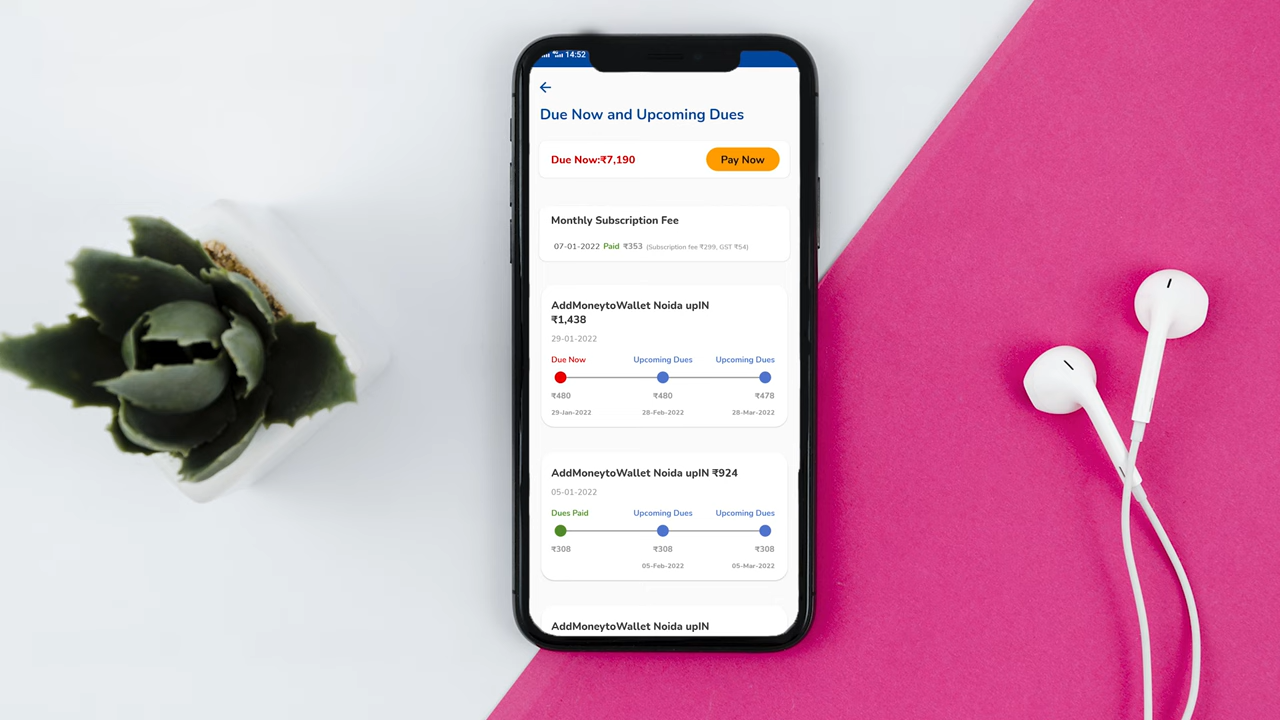 14:52
Due Now and Upcoming Dues
Due Now:₹7,190
Pay Now
Monthly Subscription Fee
07-01-2022 Paid ₹353 (Subscription fee ₹299, GST ₹54)
AddMoneytoWallet Noida upIN
₹1,438
29-01-2022
Due Now Upcoming Dues Upcoming Dues
₹480 ₹480 ₹478
29-Jan-2022 28-Feb-2022 28-Mar-2022
AddMoneytoWallet Noida upIN ₹924
05-01-2022
Dues Paid Upcoming Dues Upcoming Dues
₹308 ₹308 ₹308
05-Feb-2022 05-Mar-2022
AddMoneytoWallet Noida upIN